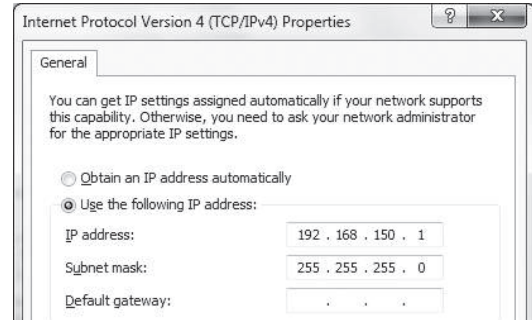 Internet Protocol Version 4 (TCP/IPv4) Properties
General
You can get IP settings assigned automatically if your network supports
this capability. Otherwise, you need to ask your network administrator
for the appropriate IP settings.
Obtain an IP address automatically
Use the following IP address:
IP address: 192 . 168 . 150 . 1
Subnet mask: 255 . 255 . 255 . 0
Default gateway: . . .